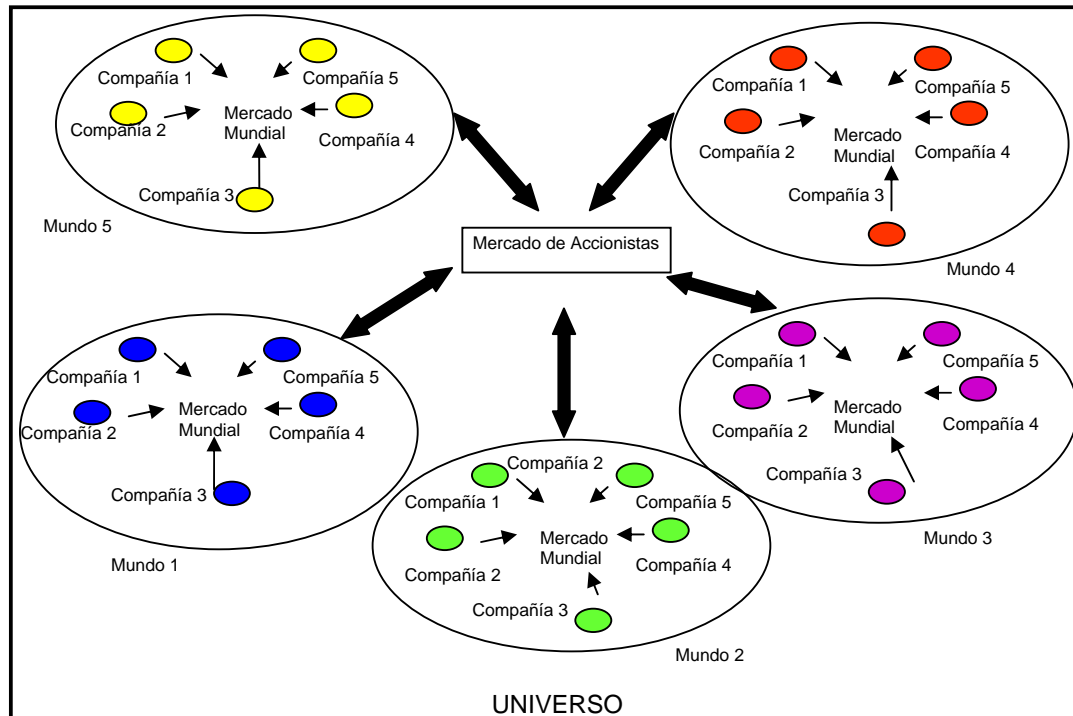 Compañía 1
Compañía 5
Mercado
Mundial
Compañía 2
Compañía 4
Compañía 3
Mundo 5
Compañía 1
Compañía 5
Mercado
Mundial
Compañía 2
Compañía 4
Compañía
3
Mundo 4
Mercado de Accionistas
Compañía 1
Compañía 5
Mercado
Mundial
Compañía 2
Compañía 4
Compañía 3
Mundo 1
Compañía 1
Compañía 5
Mercado
Mundial
Compañía 2
Compañía 4
Compañía 3
Mundo 3
Compañía 2
Compañía 1
Compañía 5
Mercado
Mundial
Compañía 2
Compañía 4
Compañía 3
Mundo 2
UNIVERSO